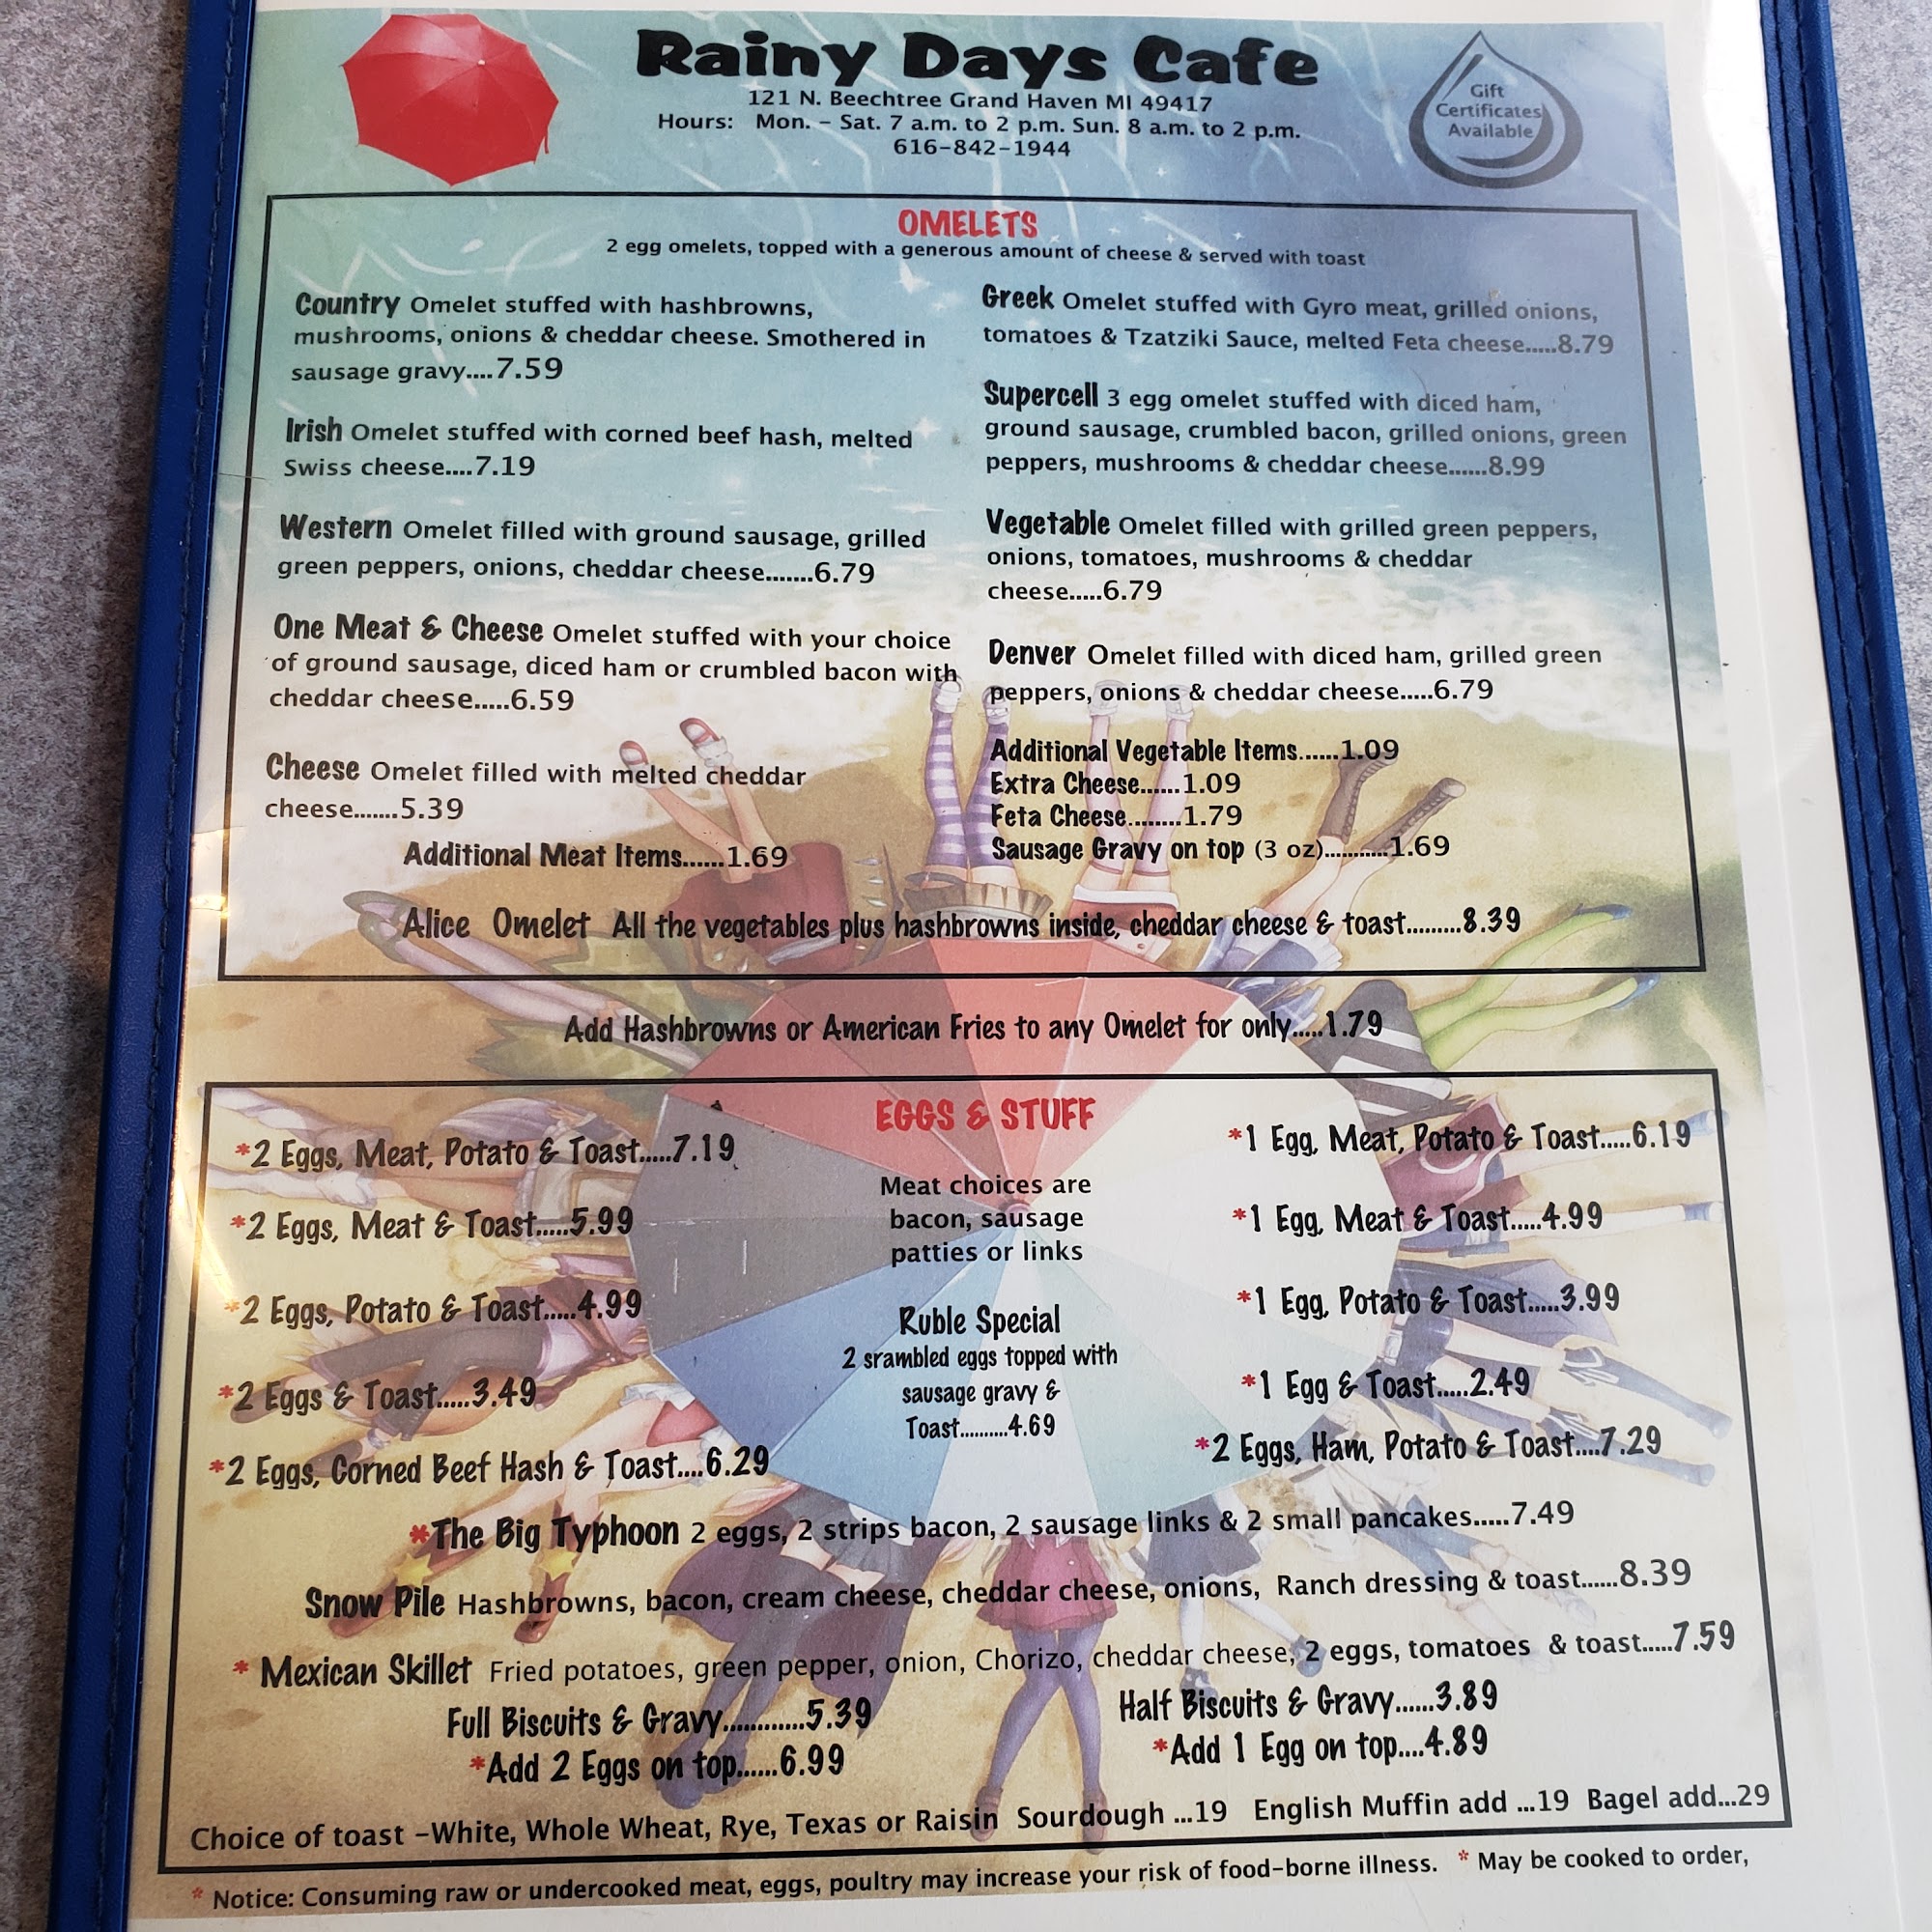 Rainy Days Cafe
121 N. Beechtree Grand Haven MI 49417
Hours: Mon. - Sat. 7 a.m. to 2 p.m. Sun. 8 a.m. to 2 p.m.
616-842-1944
Gift
Certificates
Available
OMELETS
2 egg omelets, topped with a generous amount of cheese & served with toast
Country Omelet stuffed with hashbrowns,
mushrooms, onions & cheddar cheese. Smothered in
sausage gravy....7.59
Irish Omelet stuffed with corned beef hash, melted
Swiss cheese....7.19
Western Omelet filled with ground sausage, grilled
green peppers, onions, cheddar cheese.......6.79
One Meat & Cheese Omelet stuffed with your choice
of ground sausage, diced ham or crumbled bacon with
cheddar cheese.....6.59
Cheese Omelet filled with melted cheddar
cheese.......5.39
Additional Meat Items......1.69
Greek Omelet stuffed with Gyro meat, grilled onions,
tomatoes & Tzatziki Sauce, melted Feta cheese.....8.79
Supercell 3 egg omelet stuffed with diced ham,
ground sausage, crumbled bacon, grilled onions, green
peppers, mushrooms & cheddar cheese......8.99
Vegetable Omelet filled with grilled green peppers,
onions, tomatoes, mushrooms & cheddar
cheese.....6.79
Denver Omelet filled with diced ham, grilled green
peppers, onions & cheddar cheese.....6.79
Additional Vegetable Items......1.09
Extra Cheese......1.09
Feta Cheese........1.79
Sausage Gravy on top (3 oz)...........1.69
Alice Omelet All the vegetables plus hashbrowns inside, cheddar cheese & toast.........8.39
Add Hashbrowns or American Fries to any Omelet for only.....1.79
EGGS & STUFF
*2 Eggs, Meat, Potato & Toast.....7.19
*2 Eggs, Meat & Toast.....5.99
*2 Eggs, Potato & Toast.....4.99
*2 Eggs & Toast.....3.49
*2 Eggs, Corned Beef Hash & Toast....6.29
Meat choices are
bacon, sausage
patties or links
Ruble Special
2 srambled eggs topped with
sausage gravy &
Toast..........4.69
*1 Egg, Meat, Potato & Toast.....6.19
*1 Egg, Meat & Toast.....4.99
*1 Egg, Potato & Toast.....3.99
*1 Egg & Toast.....2.49
*2 Eggs, Ham, Potato & Toast....7.29
*The Big Typhoon 2 eggs, 2 strips bacon, 2 sausage links & 2 small pancakes.....7.49
Snow Pile Hashbrowns, bacon, cream cheese, cheddar cheese, onions, Ranch dressing & toast......8.39
* Mexican Skillet Fried potatoes, green pepper, onion, Chorizo, cheddar cheese, 2 eggs, tomatoes & toast.....7.59
Full Biscuits & Gravy............5.39
*Add 2 Eggs on top......6.99
Half Biscuits & Gravy......3.89
*Add 1 Egg on top....4.89
Choice of toast -White, Whole Wheat, Rye, Texas or Raisin Sourdough ...19 English Muffin add ...19 Bagel add...29
* Notice: Consuming raw or undercooked meat, eggs, poultry may increase your risk of food-borne illness. * May be cooked to order,